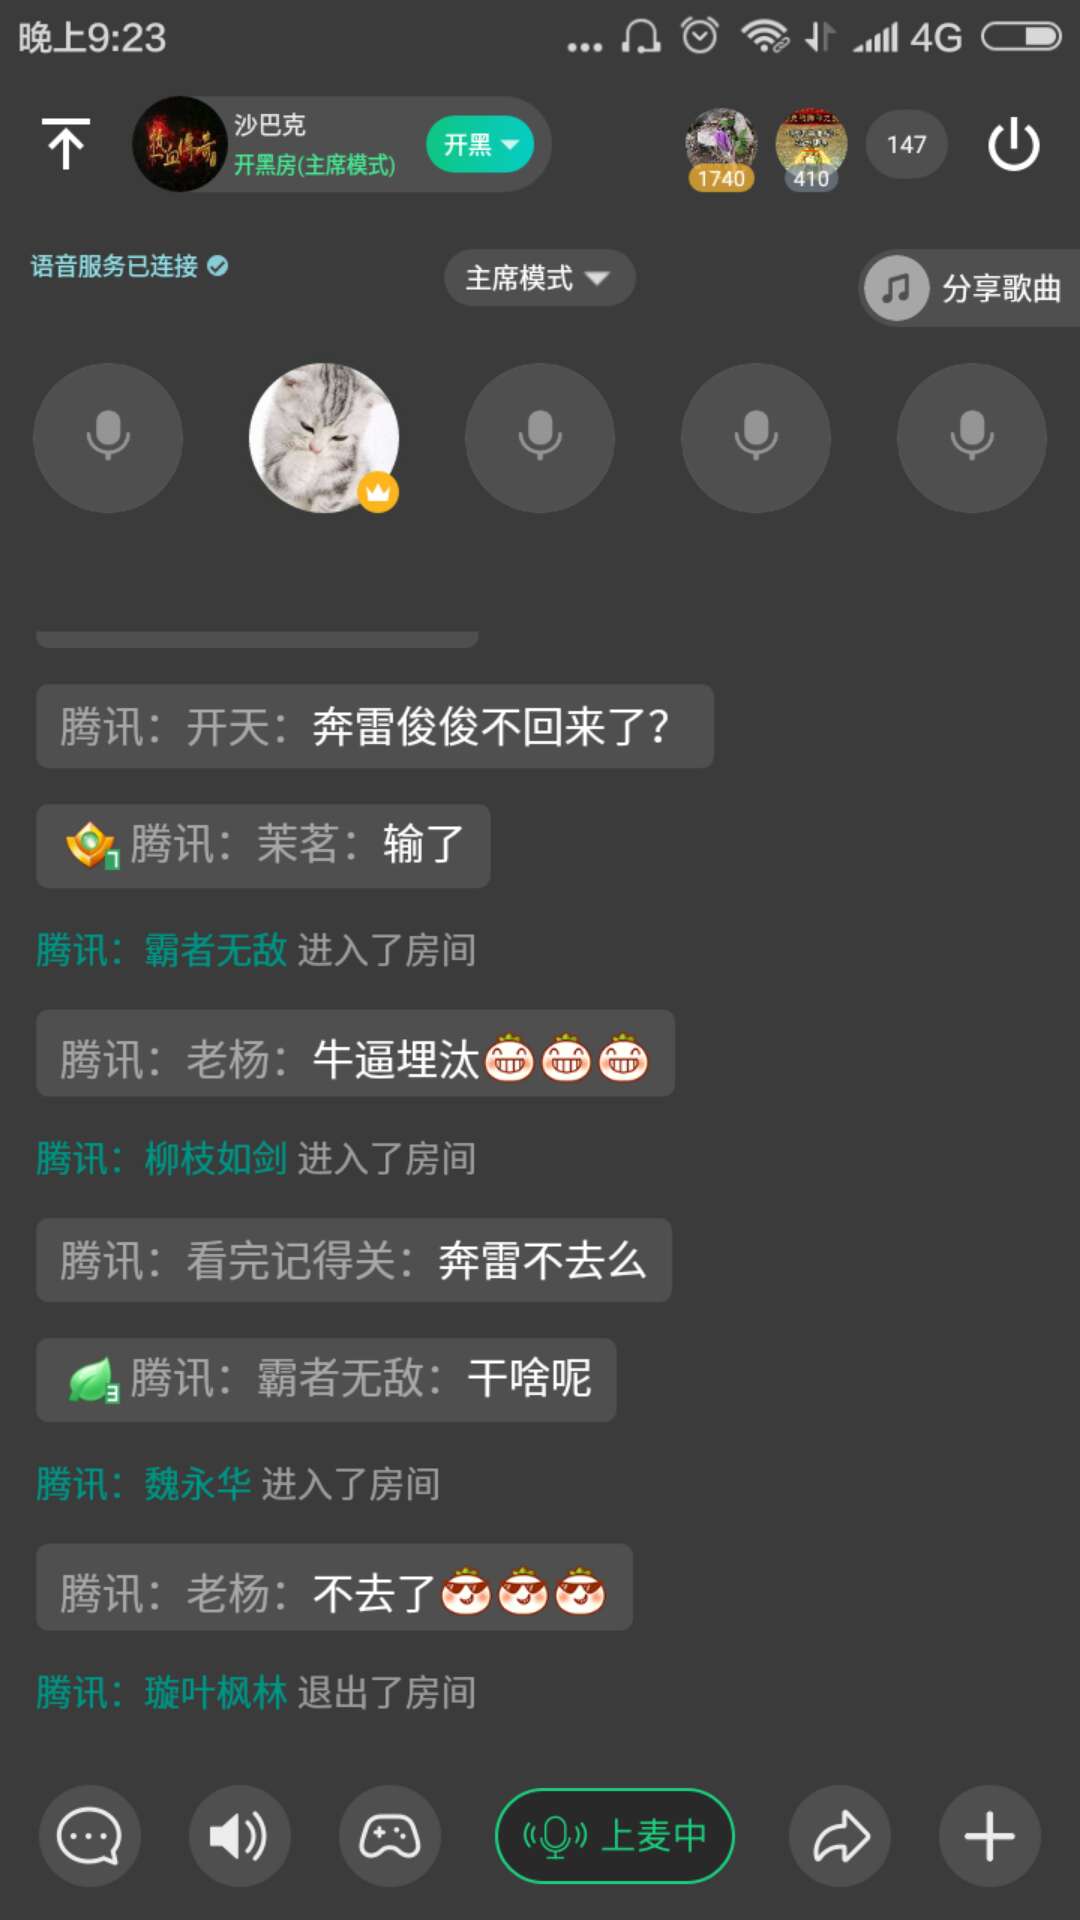 晚上9:23
4G
热血传奇
沙巴克
开黑房(主席模式)
开黑
1740
410
147
语音服务已连接
主席模式
分享歌曲
腾讯：开天：奔雷俊俊不回来了？
7 腾讯：茉茗：输了
腾讯：霸者无敌 进入了房间
腾讯：老杨：牛逼埋汰
腾讯：柳枝如剑 进入了房间
腾讯：看完记得关：奔雷不去么
3 腾讯：霸者无敌：干啥呢
腾讯：魏永华 进入了房间
腾讯：老杨：不去了
腾讯：璇叶枫林 退出了房间
上麦中